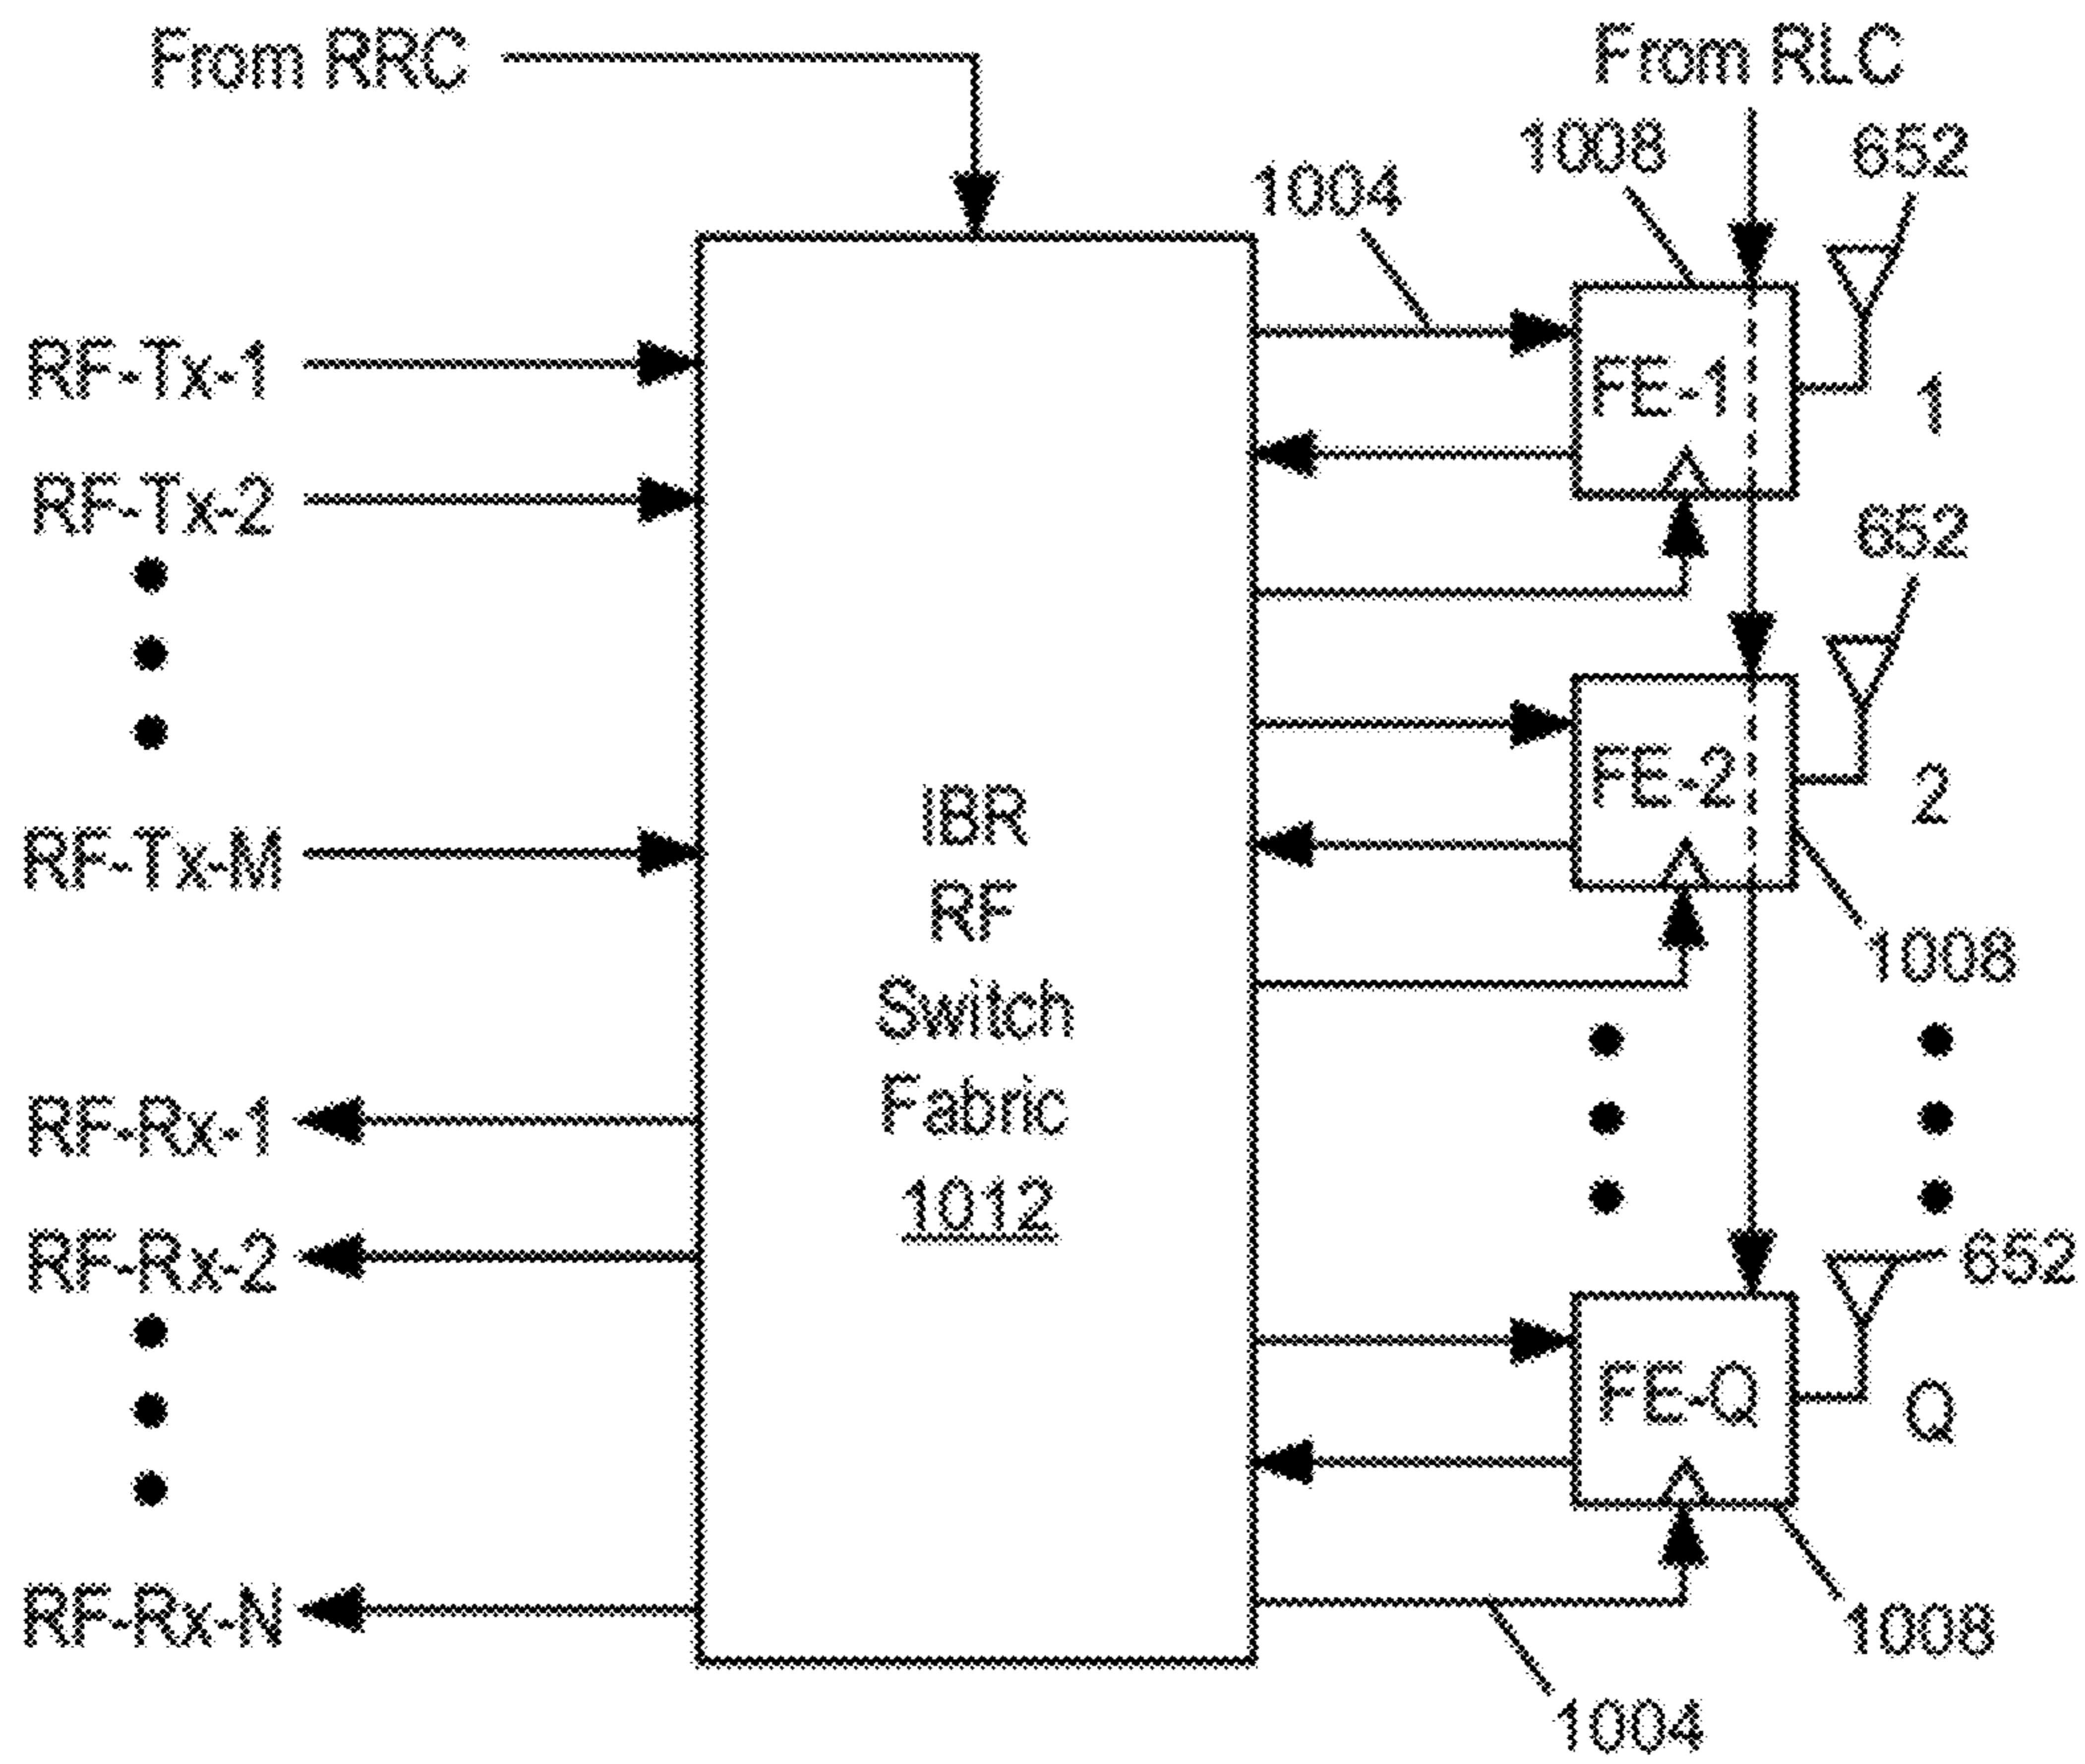 From RRC
From RLC
1008
652
1004
RF-Tx-1
FE-1
1
RF-Tx-2
652
RF-Tx-M
IBR
RF
Switch
Fabric
1012
FE-2
2
1008
RF-Rx-1
RF-Rx-2
652
FE-Q
Q
RF-Rx-N
1008
1004